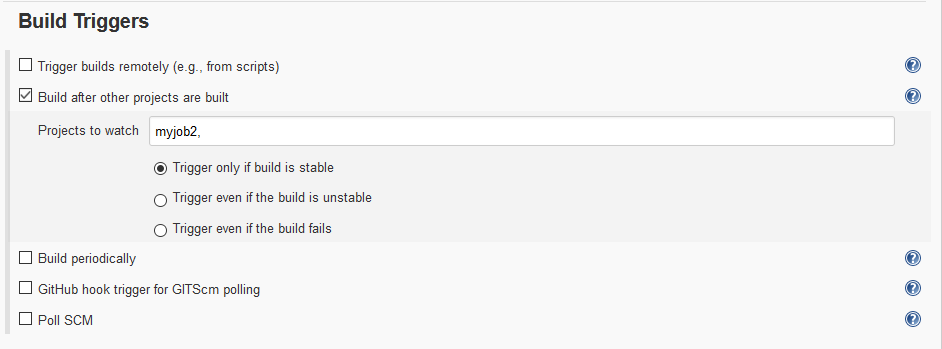 Build Triggers
Trigger builds remotely (e.g., from scripts)
Build after other projects are built
Projects to watch myjob2,
Trigger only if build is stable
Trigger even if the build is unstable
Trigger even if the build fails
Build periodically
GitHub hook trigger for GITScm polling
Poll SCM